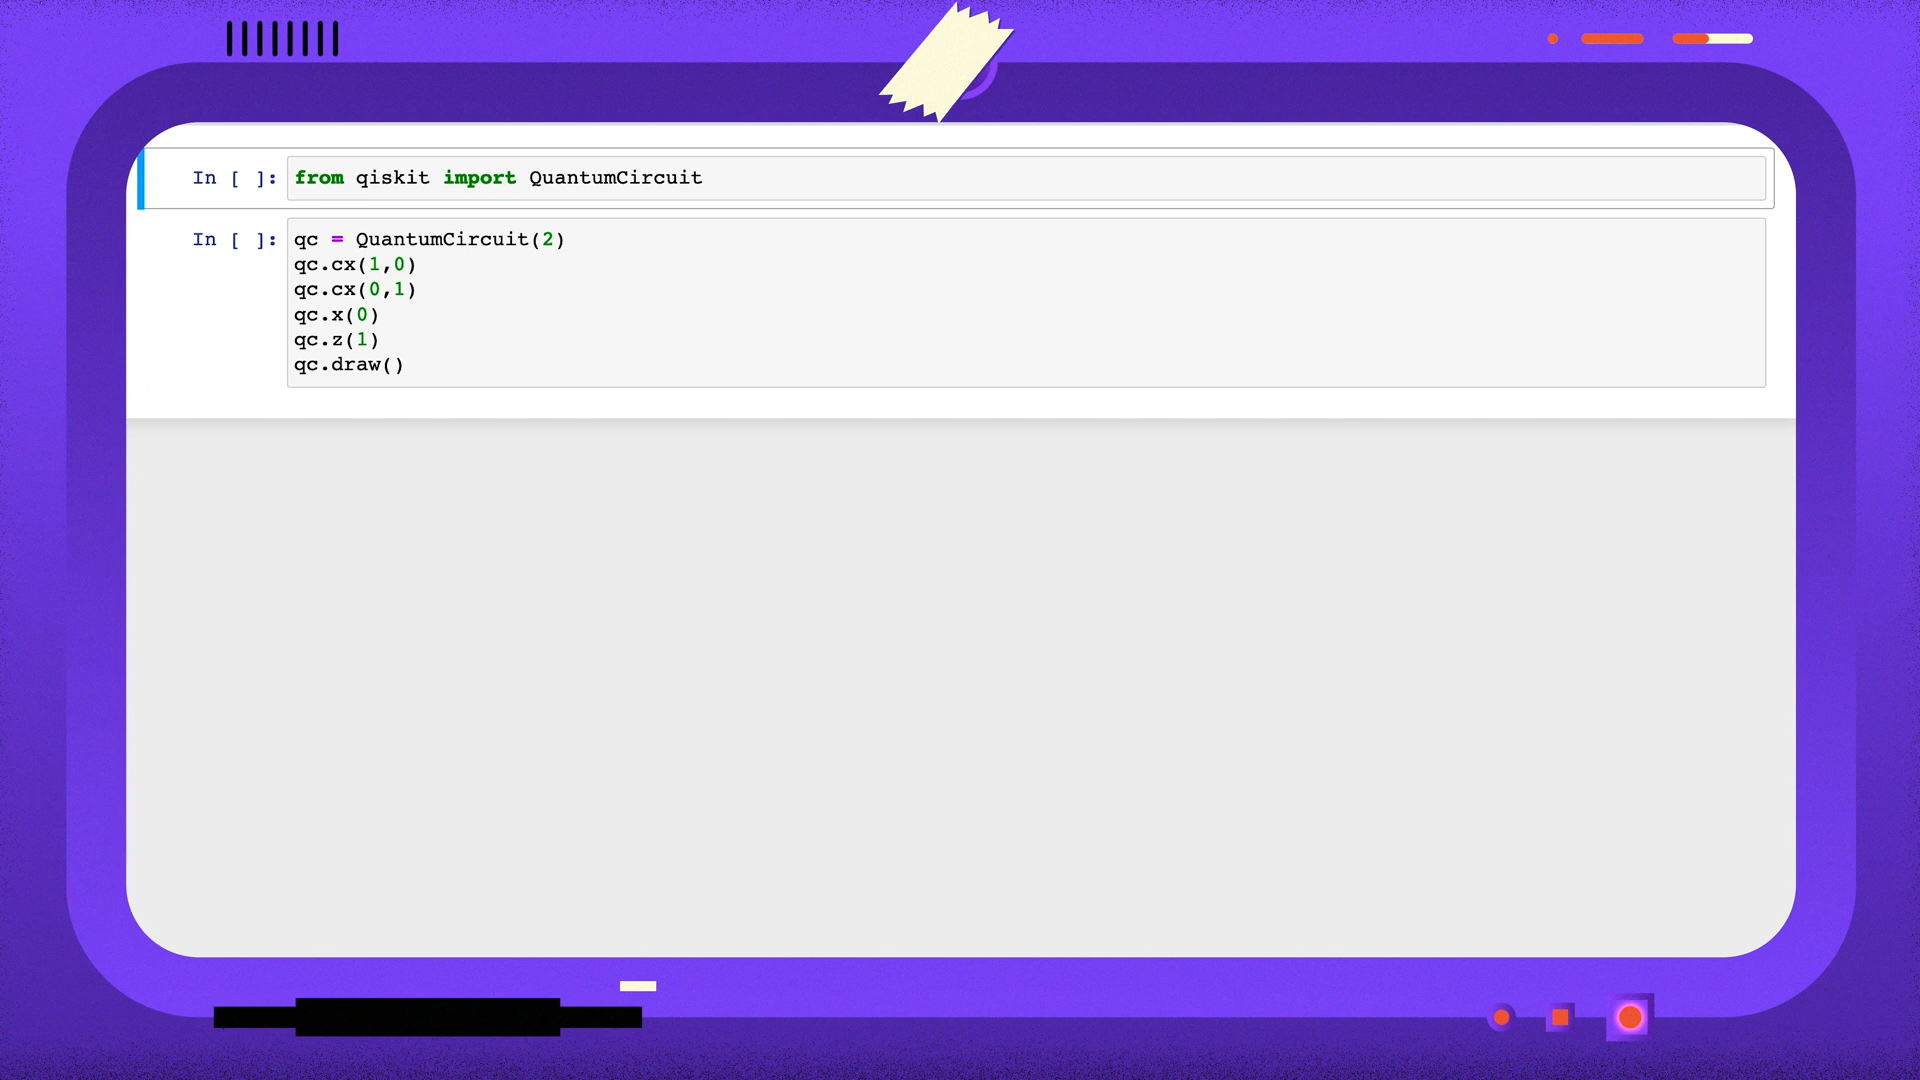 In [ ]: from qiskit import QuantumCircuit
In [ ]: qc = QuantumCircuit(2)
qc.cx(1,0)
qc.cx(0,1)
qc.x(0)
qc.z(1)
qc.draw()